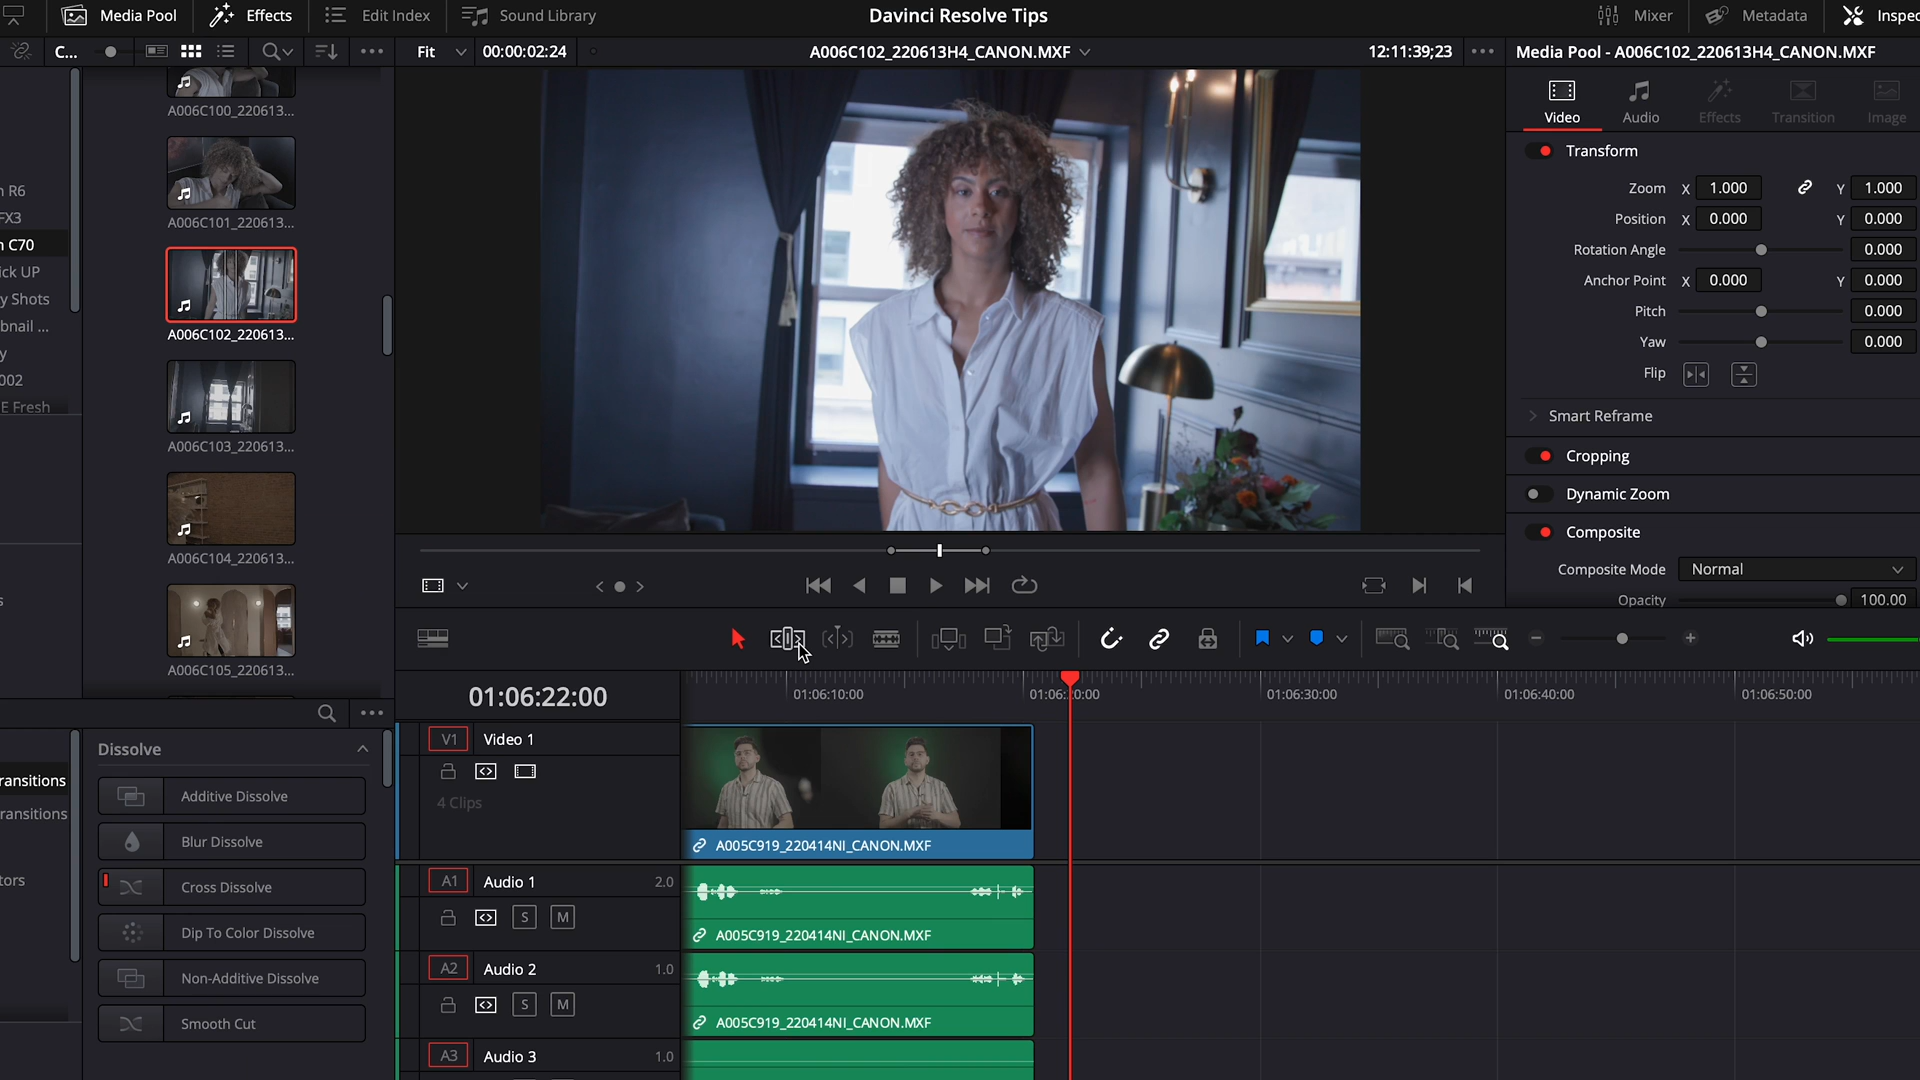 Media Pool
Effects
Edit Index
Sound Library
Davinci Resolve Tips
Mixer
Metadata
Inspec
C...
Fit
00:00:02:24
A006C102_220613H4_CANON.MXF
12:11:39;23
Media Pool - A006C102_220613H4_CANON.MXF
A006C100_220613...
A006C101_220613...
A006C102_220613...
A006C103_220613...
A006C104_220613...
A006C105_220613...
n R6
FX3
n C70
ick UP
y Shots
bnail ...
y
002
E Fresh
s
Video
Audio
Effects
Transition
Image
Transform
Zoom X 1.000 Y 1.000
Position X 0.000 Y 0.000
Rotation Angle 0.000
Anchor Point X 0.000 Y 0.000
Pitch 0.000
Yaw 0.000
Flip
Smart Reframe
Cropping
Dynamic Zoom
Composite
Composite Mode Normal
Opacity 100.00
01:06:22:00
01:06:10:00
01:06:20:00
01:06:30:00
01:06:40:00
01:06:50:00
Dissolve
ransitions
ransitions
tors
Additive Dissolve
Blur Dissolve
Cross Dissolve
Dip To Color Dissolve
Non-Additive Dissolve
Smooth Cut
V1 Video 1
4 Clips
A005C919_220414NI_CANON.MXF
A1 Audio 1 2.0
S M
A005C919_220414NI_CANON.MXF
A2 Audio 2 1.0
S M
A005C919_220414NI_CANON.MXF
A3 Audio 3 1.0